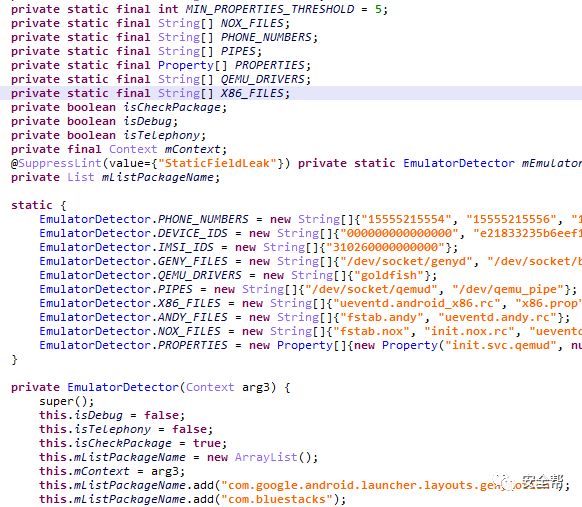 private static final int MIN_PROPERTIES_THRESHOLD = 5;
private static final String[] NOX_FILES;
private static final String[] PHONE_NUMBERS;
private static final String[] PIPES;
private static final Property[] PROPERTIES;
private static final String[] QEMU_DRIVERS;
private static final String[] X86_FILES;
private boolean isCheckPackage;
private boolean isDebug;
private boolean isTelephony;
private final Context mContext;
@SuppressLint(value={"StaticFieldLeak"}) private static EmulatorDetector mEmulator
private List mListPackageName;
static {
EmulatorDetector.PHONE_NUMBERS = new String[]{"15555215554", "15555215556", "1
EmulatorDetector.DEVICE_IDS = new String[]{"000000000000000", "e21833235b6eef1
EmulatorDetector.IMSI_IDS = new String[]{"310260000000000"};
EmulatorDetector.GENY_FILES = new String[]{"/dev/socket/genyd", "/dev/socket/b
EmulatorDetector.QEMU_DRIVERS = new String[]{"goldfish"};
EmulatorDetector.PIPES = new String[]{"/dev/socket/qemud", "/dev/qemu_pipe"};
EmulatorDetector.X86_FILES = new String[]{"ueventd.android_x86.rc", "x86.prop"
EmulatorDetector.ANDY_FILES = new String[]{"fstab.andy", "ueventd.andy.rc"};
EmulatorDetector.NOX_FILES = new String[]{"fstab.nox", "init.nox.rc", "ueventd
EmulatorDetector.PROPERTIES = new Property[]{new Property("init.svc.qemud", nu
}
private EmulatorDetector(Context arg3) {
super();
this.isDebug = false;
this.isTelephony = false;
this.isCheckPackage = true;
this.mListPackageName = new ArrayList();
this.mContext = arg3;
this.mListPackageName.add("com.google.android.launcher.layouts.gen
this.mListPackageName.add("com.bluestacks");
安全帮